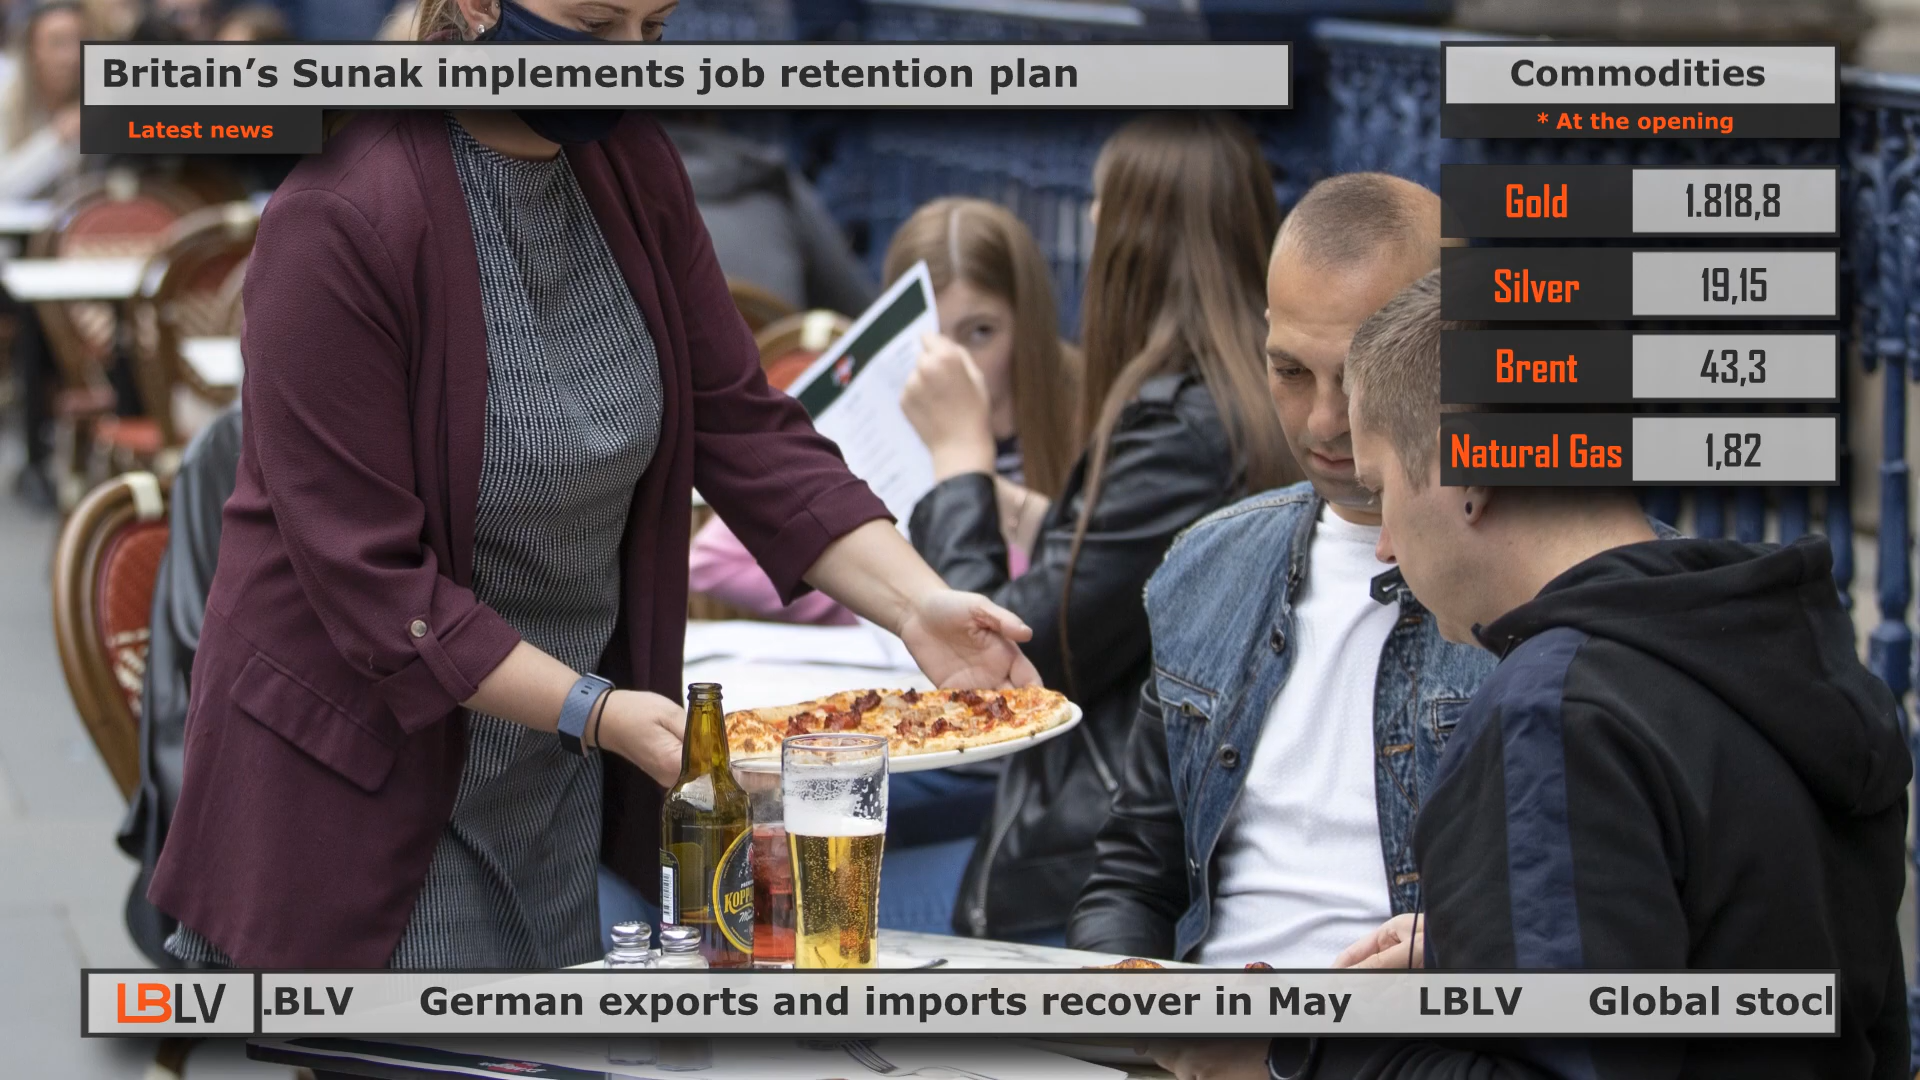 Britain’s Sunak implements job retention plan
Latest news
Commodities
* At the opening
Gold 1.818,8
Silver 19,15
Brent 43,3
Natural Gas 1,82
LBLV .BLV German exports and imports recover in May LBLV Global stocl